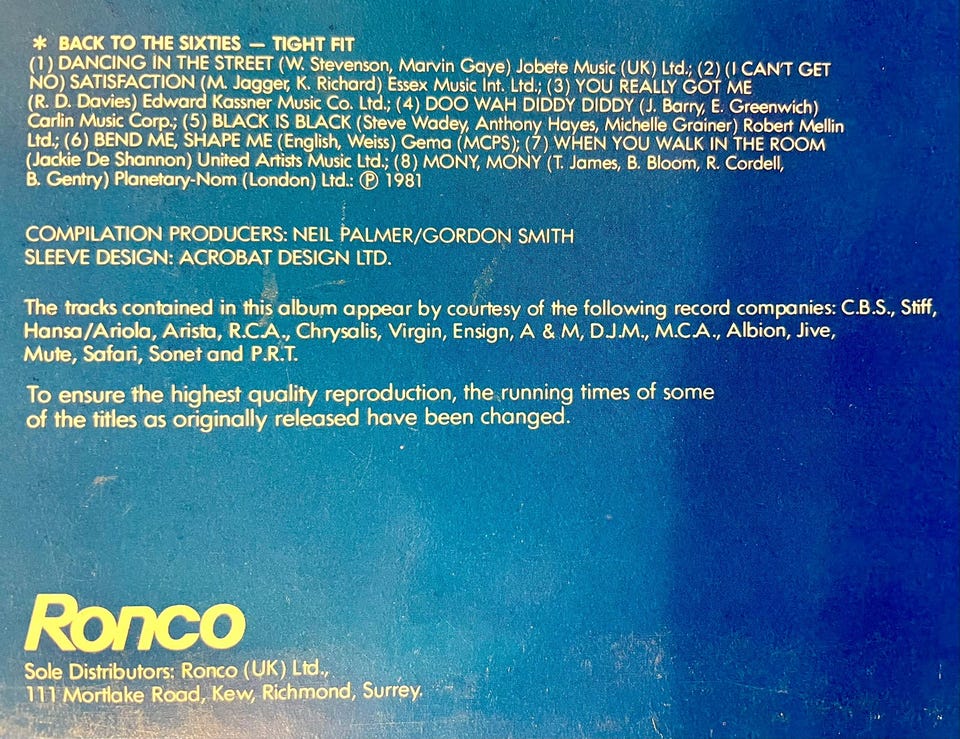 * BACK TO THE SIXTIES — TIGHT FIT
(1) DANCING IN THE STREET (W. Stevenson, Marvin Gaye) Jobete Music (UK) Ltd.; (2) (I CAN'T GET
NO) SATISFACTION (M. Jagger, K. Richard) Essex Music Int. Ltd.; (3) YOU REALLY GOT ME
(R. D. Davies) Edward Kassner Music Co. Ltd.; (4) DOO WAH DIDDY DIDDY (J. Barry, E. Greenwich)
Carlin Music Corp.; (5) BLACK IS BLACK (Steve Wadey, Anthony Hayes, Michelle Grainer) Robert Mellin
Ltd.; (6) BEND ME, SHAPE ME (English, Weiss) Gema (MCPS); (7) WHEN YOU WALK IN THE ROOM
(Jackie De Shannon) United Artists Music Ltd.; (8) MONY, MONY (T. James, B. Bloom, R. Cordell,
B. Gentry) Planetary-Nom (London) Ltd.: Ⓟ 1981
COMPILATION PRODUCERS: NEIL PALMER/GORDON SMITH
SLEEVE DESIGN: ACROBAT DESIGN LTD.
The tracks contained in this album appear by courtesy of the following record companies: C.B.S., Stiff,
Hansa/Ariola, Arista, R.C.A., Chrysalis, Virgin, Ensign, A & M, D.J.M., M.C.A., Albion, Jive,
Mute, Safari, Sonet and P.R.T.
To ensure the highest quality reproduction, the running times of some
of the titles as originally released have been changed.
Ronco
Sole Distributors: Ronco (UK) Ltd.,
111 Mortlake Road, Kew, Richmond, Surrey.